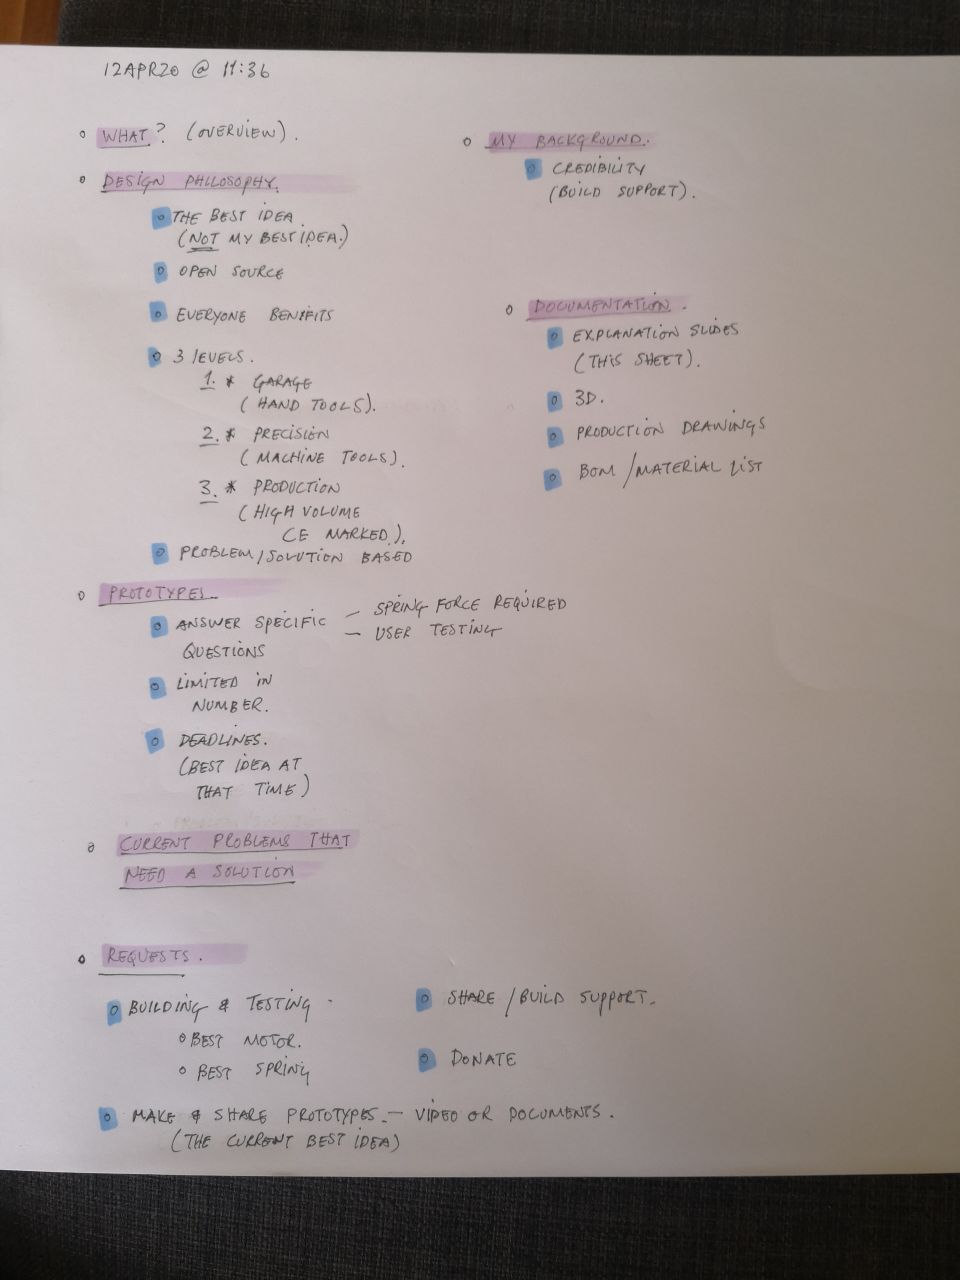 12APR20 @ 11:36
WHAT? (OVERVIEW).
DESIGN PHILOSOPHY.
THE BEST IDEA
(NOT MY BEST IDEA.)
OPEN SOURCE
EVERYONE BENEFITS
3 LEVELS.
1. * GARAGE
(HAND TOOLS).
2. * PRECISION
(MACHINE TOOLS).
3. * PRODUCTION
(HIGH VOLUME
CE MARKED.).
PROBLEM/SOLUTION BASED
PROTOTYPES.
ANSWER SPECIFIC
QUESTIONS
— SPRING FORCE REQUIRED
— USER TESTING
LIMITED IN
NUMBER.
DEADLINES.
(BEST IDEA AT
THAT TIME)
CURRENT PROBLEMS THAT
NEED A SOLUTION
REQUESTS.
BUILDING & TESTING
BEST MOTOR.
BEST SPRING
SHARE/BUILD SUPPORT.
DONATE
MAKE & SHARE PROTOTYPES. — VIDEO OR DOCUMENTS.
(THE CURRENT BEST IDEA)
MY BACKGROUND.
CREDIBILITY
(BUILD SUPPORT).
DOCUMENTATION.
EXPLANATION SLIDES
(THIS SHEET).
3D.
PRODUCTION DRAWINGS
BOM/MATERIAL LIST